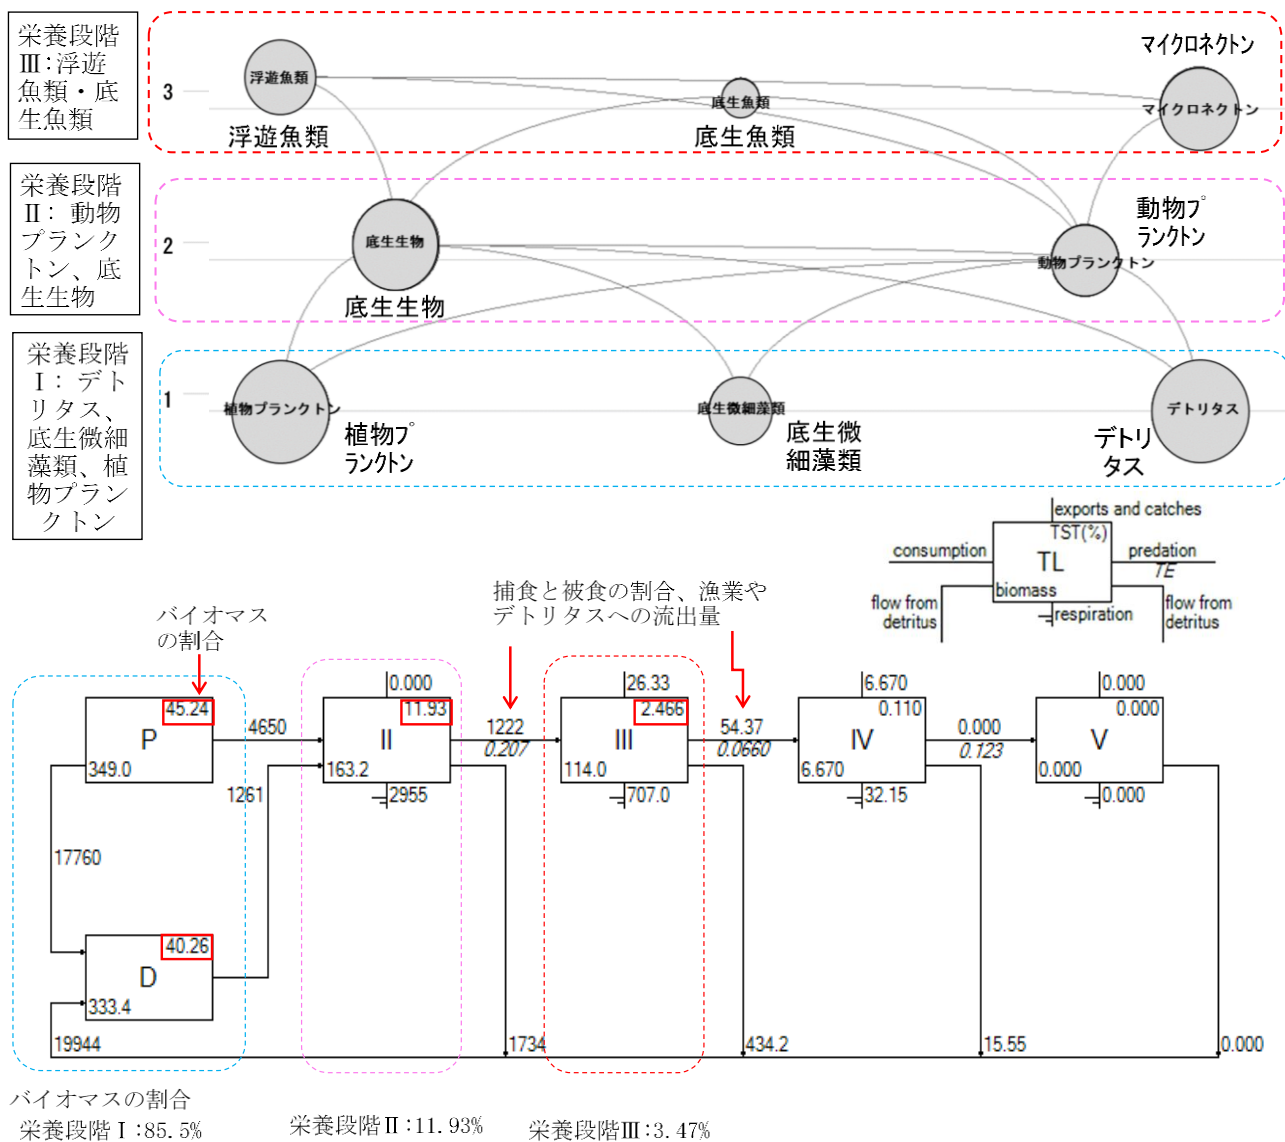 栄養段階
Ⅲ:浮遊
魚類・底
生魚類
3
浮遊魚類
浮遊魚類
底生魚類
底生魚類
マイクロネクトン
マイクロネクトン
栄養段階
Ⅱ: 動物
プランク
トン、底
生生物
2
底生生物
底生生物
動物プ
ランクトン
動物プランクトン
栄養段階
Ⅰ: デト
リタス、
底生微細
藻類、植
物プラン
クトン
1
植物プランクトン
植物プ
ランクトン
底生微細藻類
底生微
細藻類
デトリタス
デトリ
タス
exports and catches
TST(%)
consumption
TL
predation
TE
biomass
flow from
detritus
respiration
flow from
detritus
バイオマス
の割合
捕食と被食の割合、漁業や
デトリタスへの流出量
45.24
P
349.0
4650
1261
17760
40.26
D
333.4
19944
0.000
11.93
II
163.2
2955
1222
0.207
1734
26.33
2.466
III
114.0
707.0
54.37
0.0660
434.2
6.670
0.110
IV
6.670
32.15
0.000
0.123
15.55
0.000
0.000
V
0.000
0.000
0.000
バイオマスの割合
栄養段階Ⅰ:85.5%
栄養段階Ⅱ:11.93%
栄養段階Ⅲ:3.47%